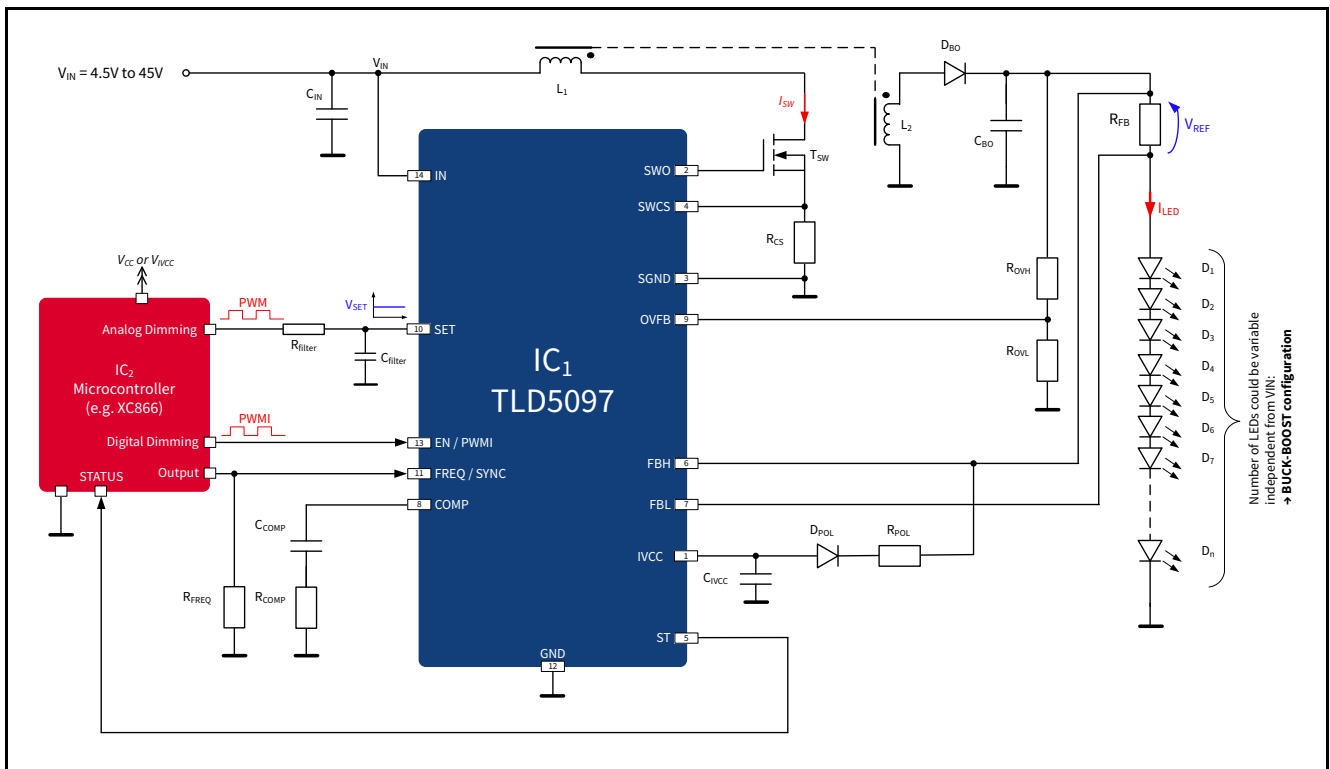 V_IN = 4.5V to 45V
V_IN
C_IN
L_1
I_SW
L_2
D_BO
C_BO
R_FB
V_REF
I_LED
T_SW
R_CS
R_OVH
R_OVL
14 IN
SWO 2
SWCS 4
SGND 3
OVFB 9
V_CC or V_IVCC
PWM
V_SET
Analog Dimming
R_filter
C_filter
10 SET
IC_2
Microcontroller
(e.g. XC866)
IC_1
TLD5097
PWMI
Digital Dimming
13 EN / PWMI
STATUS
Output
11 FREQ / SYNC
8 COMP
C_COMP
R_FREQ
R_COMP
FBH 6
FBL 7
D_POL
R_POL
IVCC 1
C_IVCC
ST 5
GND
12
D_1
D_2
D_3
D_4
D_5
D_6
D_7
D_n
Number of LEDs could be variable
independent from VIN:
→ BUCK-BOOST configuration